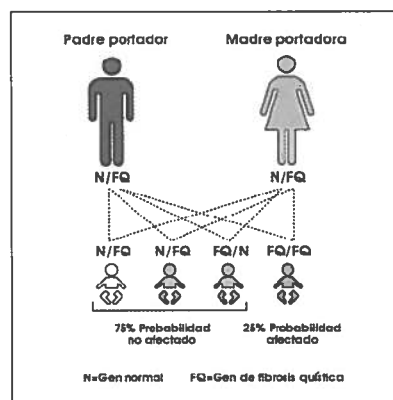 Padre portador Madre portadora
N/FQ N/FQ
N/FQ N/FQ FQ/N FQ/FQ
75% Probabilidad 25% Probabilidad
no afectado afectado
N=Gen normal FQ=Gen de fibrosis quística